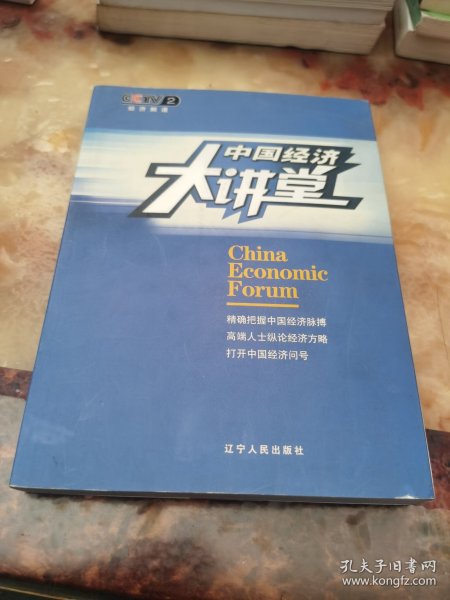 CCTV 2
经济频道
中国经济
大讲堂
China
Economic
Forum
精确把握中国经济脉搏
高端人士纵论经济方略
打开中国经济问号
辽宁人民出版社
孔夫子旧书网
www.kongfz.com